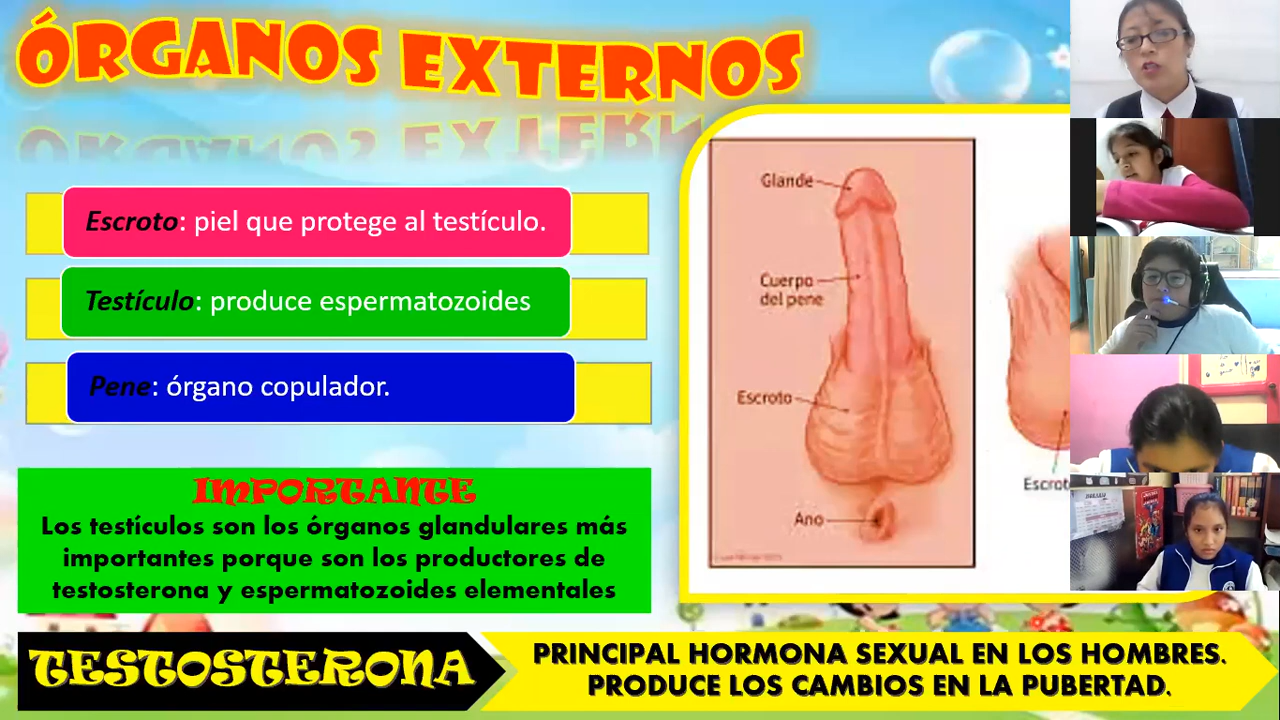 ÓRGANOS EXTERNOS
Escroto: piel que protege al testículo.
Testículo: produce espermatozoides
Pene: órgano copulador.
IMPORTANTE
Los testículos son los órganos glandulares más
importantes porque son los productores de
testosterona y espermatozoides elementales
TESTOSTERONA
PRINCIPAL HORMONA SEXUAL EN LOS HOMBRES.
PRODUCE LOS CAMBIOS EN LA PUBERTAD.
Glande
Cuerpo
del pene
Escroto
Ano
Escrot